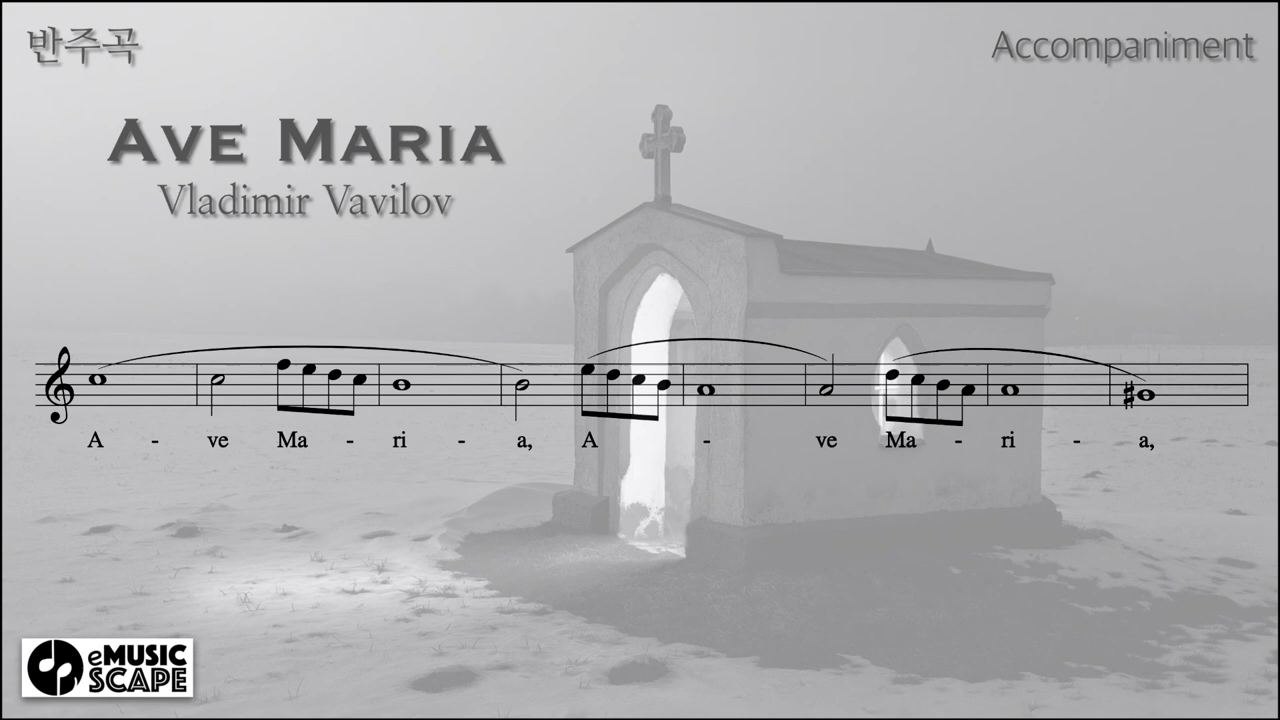 반주곡
Accompaniment
AVE MARIA
Vladimir Vavilov
A - ve Ma - ri - a, A - ve Ma - ri - a,
eMUSIC
SCAPE